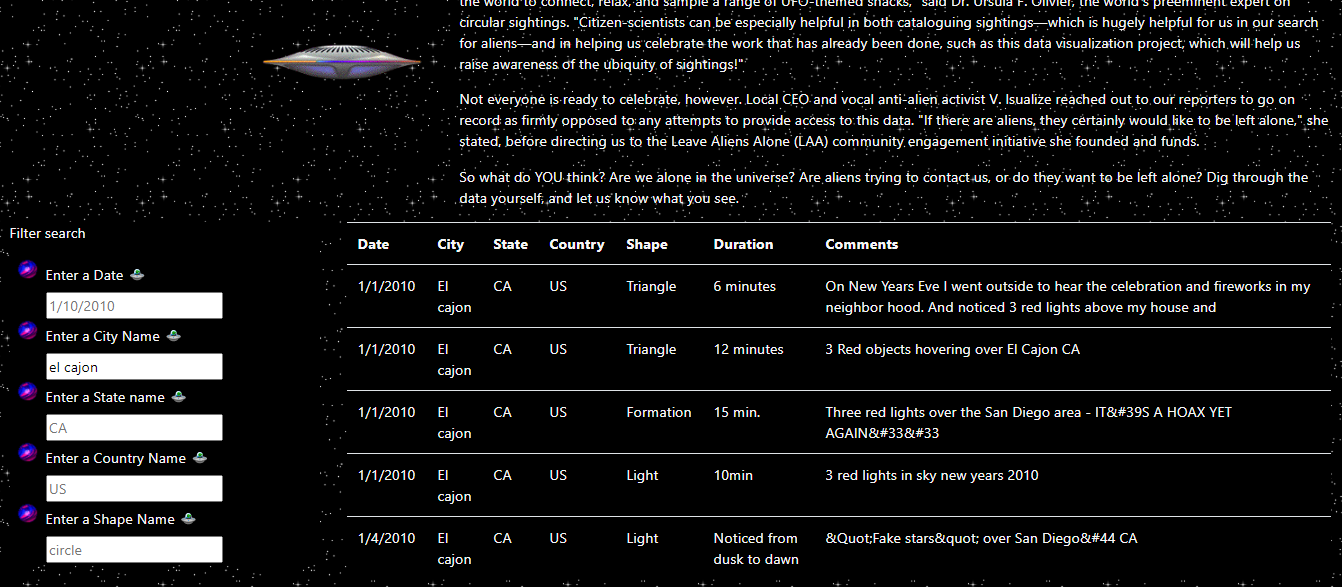 the world to connect, relax, and sample a range of UFO-themed snacks," said Dr. Ursula F. Olivier, the world's preeminent expert on
circular sightings. "Citizen-scientists can be especially helpful in both cataloguing sightings—which is hugely helpful for us in our search
for aliens—and in helping us celebrate the work that has already been done, such as this data visualization project, which will help us
raise awareness of the ubiquity of sightings!"
Not everyone is ready to celebrate, however. Local CEO and vocal anti-alien activist V. Isualize reached out to our reporters to go on
record as firmly opposed to any attempts to provide access to this data. "If there are aliens, they certainly would like to be left alone," she
stated, before directing us to the Leave Aliens Alone (LAA) community engagement initiative she founded and funds.
So what do YOU think? Are we alone in the universe? Are aliens trying to contact us, or do they want to be left alone? Dig through the
data yourself, and let us know what you see.
Filter search
Enter a Date
1/10/2010
Enter a City Name
el cajon
Enter a State name
CA
Enter a Country Name
US
Enter a Shape Name
circle
Date City State Country Shape Duration Comments
1/1/2010 El CA US Triangle 6 minutes On New Years Eve I went outside to hear the celebration and fireworks in my
cajon neighbor hood. And noticed 3 red lights above my house and
1/1/2010 El CA US Triangle 12 minutes 3 Red objects hovering over El Cajon CA
cajon
1/1/2010 El CA US Formation 15 min. Three red lights over the San Diego area - IT&#39S A HOAX YET
cajon AGAIN&#33&#33
1/1/2010 El CA US Light 10min 3 red lights in sky new years 2010
cajon
1/4/2010 El CA US Light Noticed from &Quot;Fake stars&quot; over San Diego&#44 CA
cajon dusk to dawn